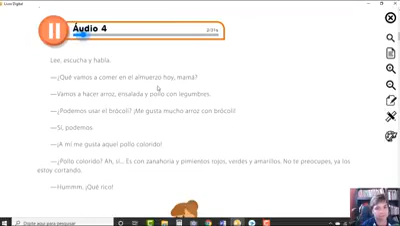 Livro Digital
Áudio 4
Lee, escucha y habla.
—¿Qué vamos a comer en el almuerzo hoy, mamá?
—Vamos a hacer arroz, ensalada y pollo con legumbres.
—¿Podemos usar el brócoli? ¡Me gusta mucho arroz con brócoli!
—Sí, podemos.
—¡A mí me gusta aquel pollo colorido!
—¿Pollo colorido? Ah, sí... Es con zanahoria y pimientos rojos, verdes y amarillos. No te preocupes, ya los
estoy cortando.
—Hummm, ¡Qué rico!
Digite aqui para pesquisar